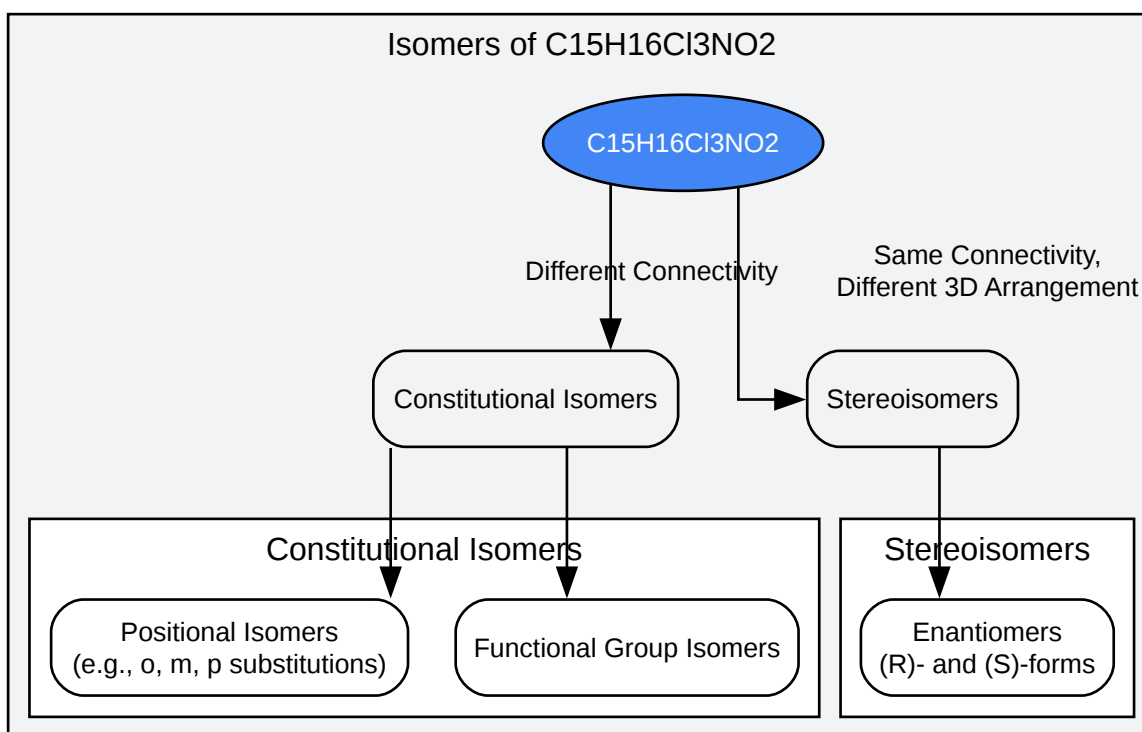 Isomers of C15H16Cl3NO2
C15H16Cl3NO2
Different Connectivity
Same Connectivity,
Different 3D Arrangement
Constitutional Isomers
Stereoisomers
Constitutional Isomers
Stereoisomers
Positional Isomers
(e.g., o, m, p substitutions)
Functional Group Isomers
Enantiomers
(R)- and (S)-forms